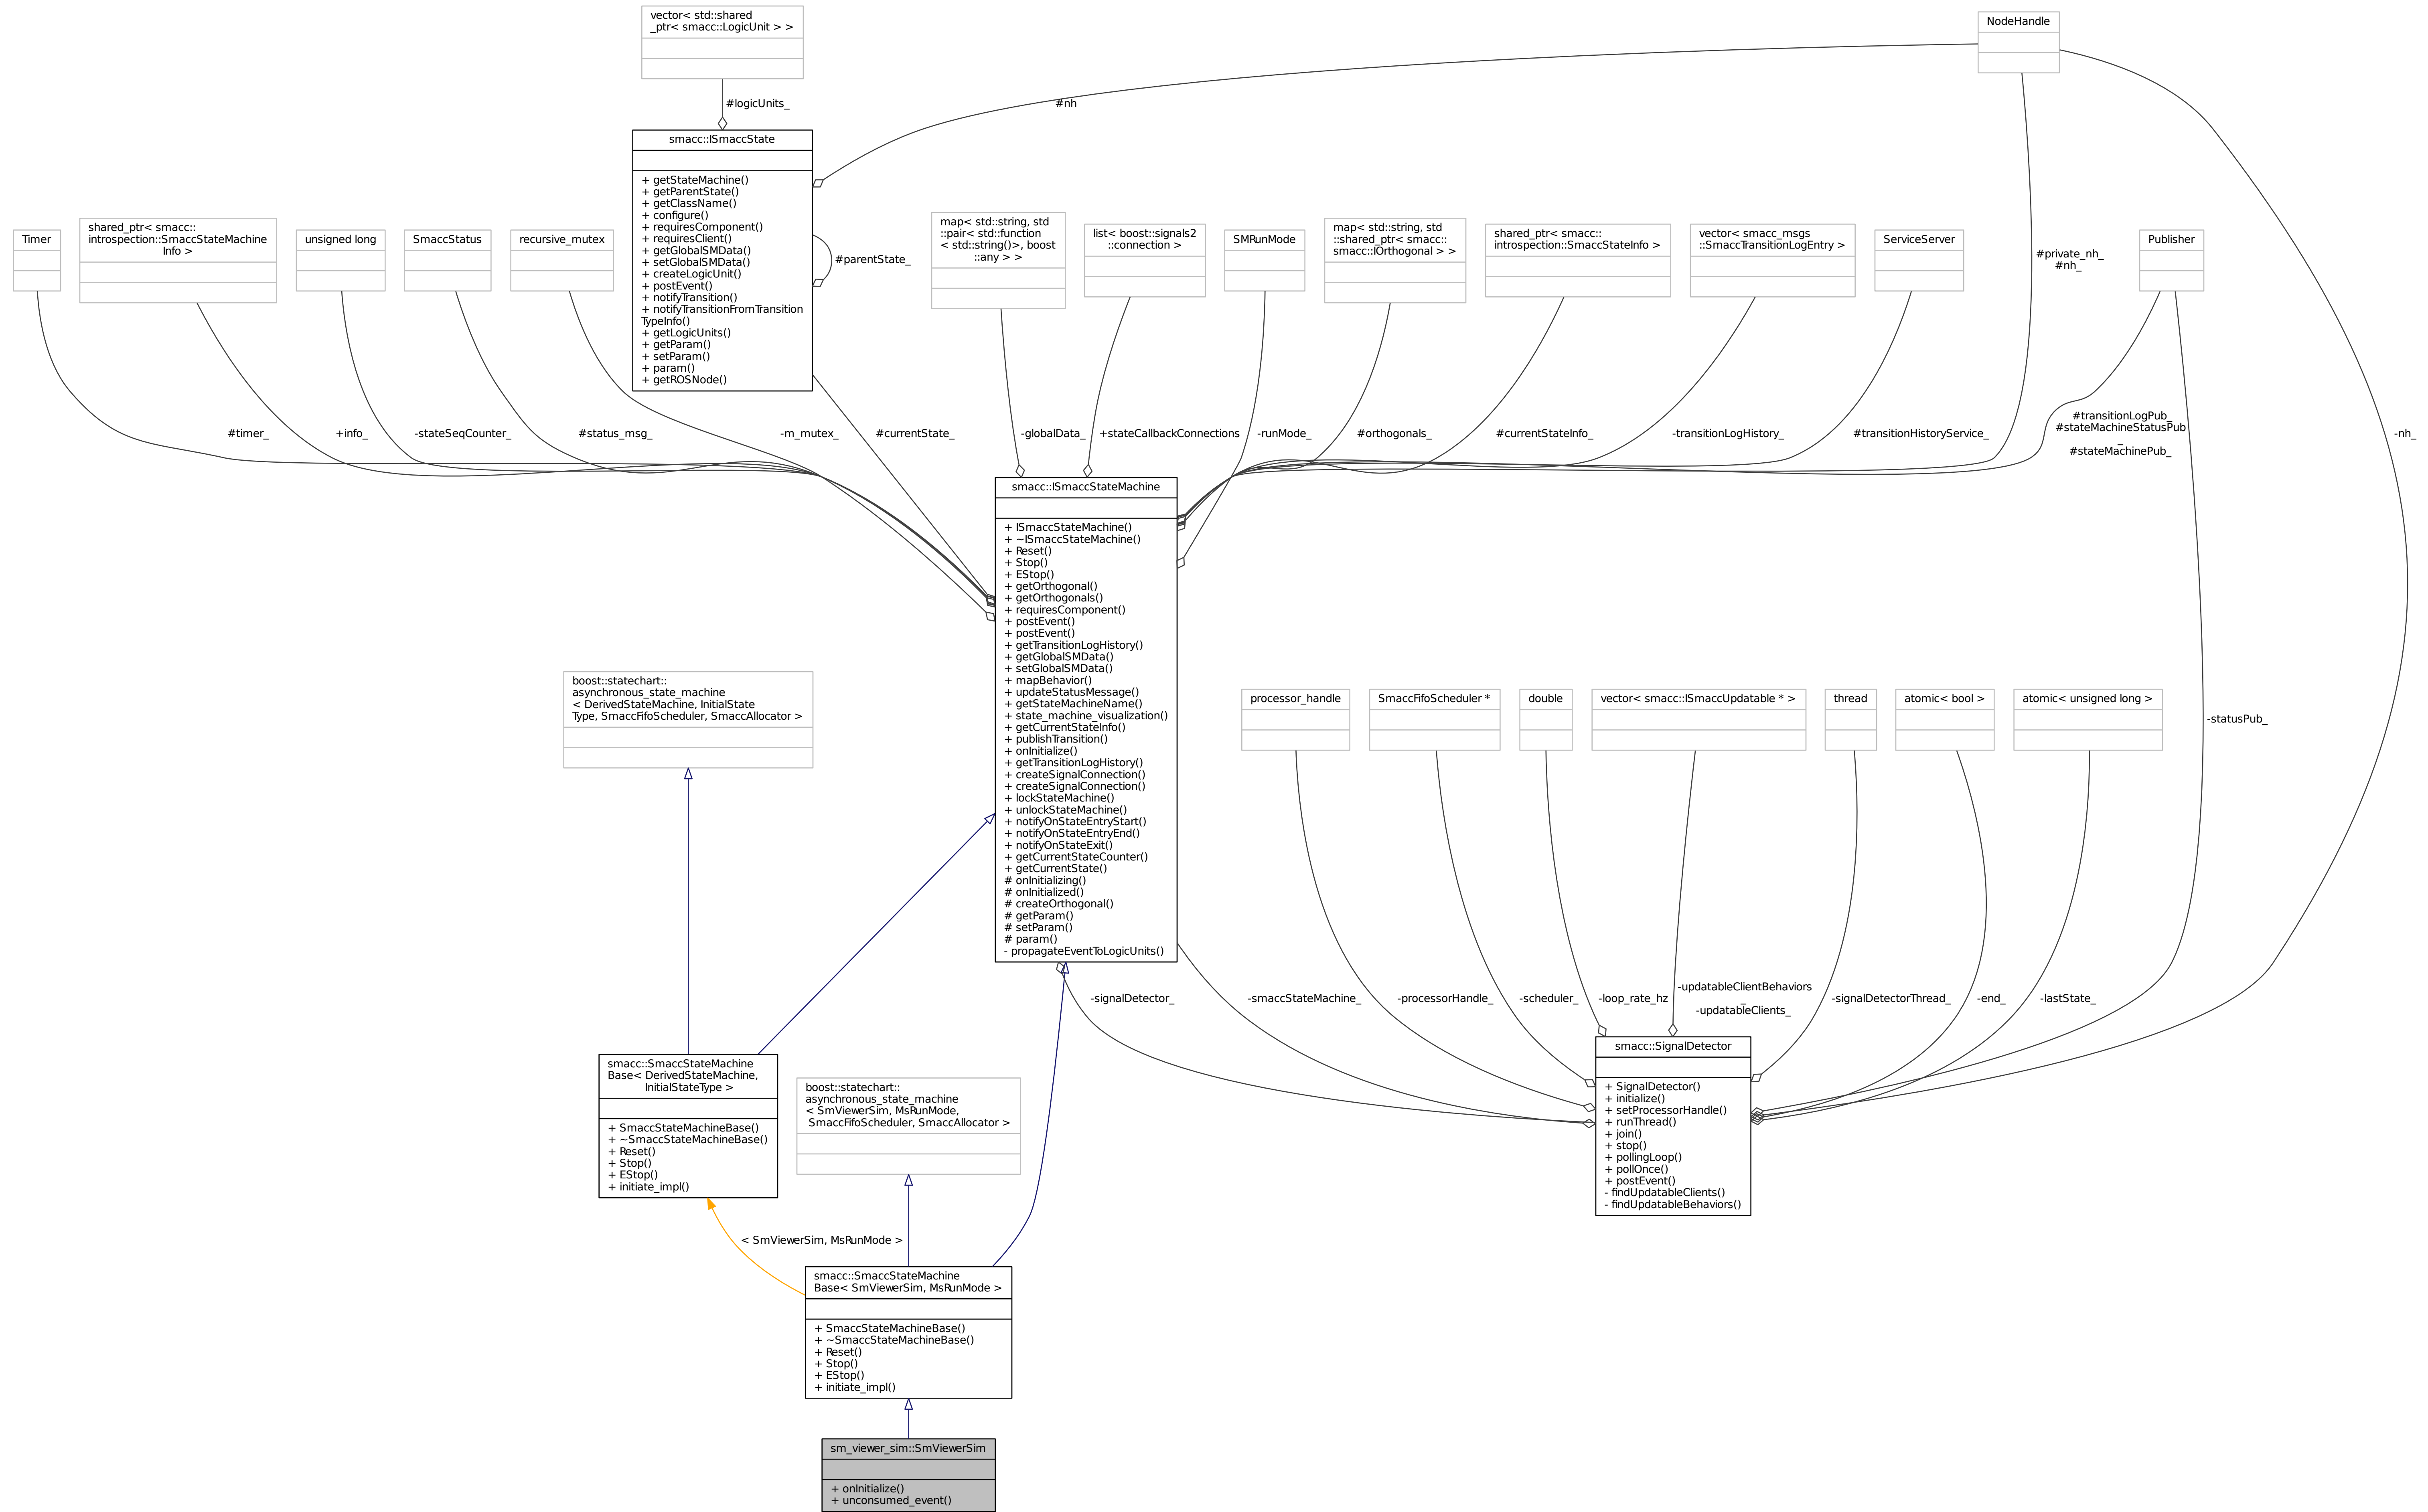 vector< std::shared
_ptr< smacc::LogicUnit > >
NodeHandle
#logicUnits_
#nh
smacc::ISmaccState
+ getStateMachine()
+ getParentState()
+ getClassName()
+ configure()
+ requiresComponent()
+ requiresClient()
+ getGlobalSMData()
+ setGlobalSMData()
+ createLogicUnit()
+ postEvent()
+ notifyTransition()
+ notifyTransitionFromTransition
TypeInfo()
+ getLogicUnits()
+ getParam()
+ setParam()
+ param()
+ getROSNode()
#parentState_
Timer
shared_ptr< smacc::
introspection::SmaccStateMachine
Info >
unsigned long
SmaccStatus
recursive_mutex
map< std::string, std
::pair< std::function
< std::string()>, boost
::any > >
list< boost::signals2
::connection >
SMRunMode
map< std::string, std
::shared_ptr< smacc::
smacc::IOrthogonal > >
shared_ptr< smacc::
introspection::SmaccStateInfo >
vector< smacc_msgs
::SmaccTransitionLogEntry >
ServiceServer
#private_nh_
#nh_
Publisher
#timer_
+info_
-stateSeqCounter_
#status_msg_
-m_mutex_
#currentState_
-globalData_
+stateCallbackConnections
-runMode_
#orthogonals_
#currentStateInfo_
-transitionLogHistory_
#transitionHistoryService_
#transitionLogPub_
#stateMachineStatusPub
_
#stateMachinePub_
-nh_
smacc::ISmaccStateMachine
+ ISmaccStateMachine()
+ ~ISmaccStateMachine()
+ Reset()
+ Stop()
+ EStop()
+ getOrthogonal()
+ getOrthogonals()
+ requiresComponent()
+ postEvent()
+ postEvent()
+ getTransitionLogHistory()
+ getGlobalSMData()
+ setGlobalSMData()
+ mapBehavior()
+ updateStatusMessage()
+ getStateMachineName()
+ state_machine_visualization()
+ getCurrentStateInfo()
+ publishTransition()
+ onInitialize()
+ getTransitionLogHistory()
+ createSignalConnection()
+ createSignalConnection()
+ lockStateMachine()
+ unlockStateMachine()
+ notifyOnStateEntryStart()
+ notifyOnStateEntryEnd()
+ notifyOnStateExit()
+ getCurrentStateCounter()
+ getCurrentState()
# onInitializing()
# onInitialized()
# createOrthogonal()
# getParam()
# setParam()
# param()
- propagateEventToLogicUnits()
boost::statechart::
asynchronous_state_machine
< DerivedStateMachine, InitialState
Type, SmaccFifoScheduler, SmaccAllocator >
processor_handle
SmaccFifoScheduler *
double
vector< smacc::ISmaccUpdatable * >
thread
atomic< bool >
atomic< unsigned long >
-statusPub_
-signalDetector_
-smaccStateMachine_
-processorHandle_
-scheduler_
-loop_rate_hz
-updatableClientBehaviors
_
-updatableClients_
-signalDetectorThread_
-end_
-lastState_
smacc::SignalDetector
+ SignalDetector()
+ initialize()
+ setProcessorHandle()
+ runThread()
+ join()
+ stop()
+ pollingLoop()
+ pollOnce()
+ postEvent()
- findUpdatableClients()
- findUpdatableBehaviors()
smacc::SmaccStateMachine
Base< DerivedStateMachine,
InitialStateType >
+ SmaccStateMachineBase()
+ ~SmaccStateMachineBase()
+ Reset()
+ Stop()
+ EStop()
+ initiate_impl()
boost::statechart::
asynchronous_state_machine
< SmViewerSim, MsRunMode,
SmaccFifoScheduler, SmaccAllocator >
< SmViewerSim, MsRunMode >
smacc::SmaccStateMachine
Base< SmViewerSim, MsRunMode >
+ SmaccStateMachineBase()
+ ~SmaccStateMachineBase()
+ Reset()
+ Stop()
+ EStop()
+ initiate_impl()
sm_viewer_sim::SmViewerSim
+ onInitialize()
+ unconsumed_event()